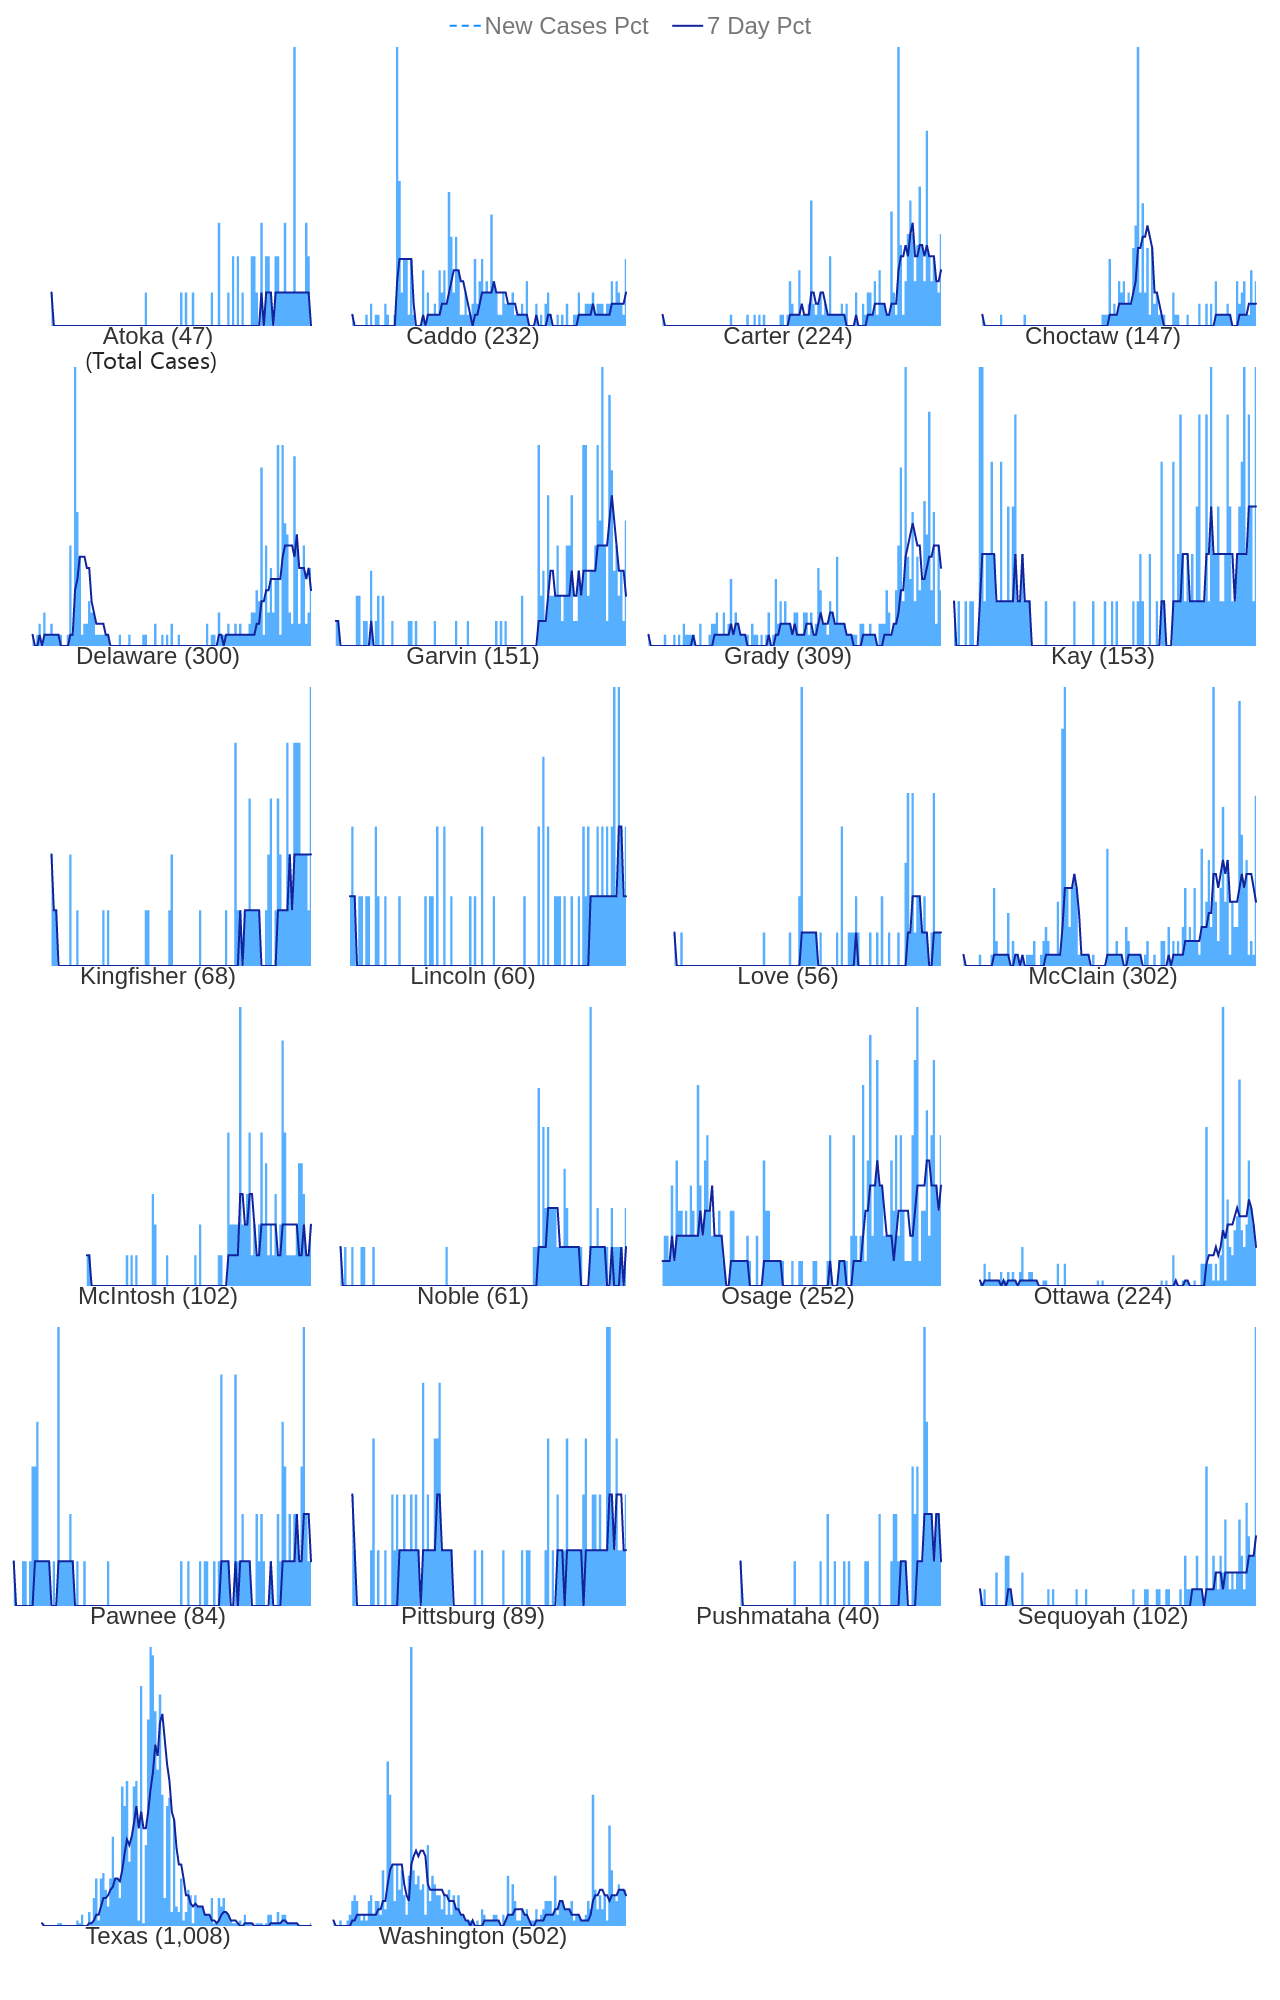 New Cases Pct 7 Day Pct
Atoka (47) Caddo (232) Carter (224) Choctaw (147)
(Total Cases)
Delaware (300) Garvin (151) Grady (309) Kay (153)
Kingfisher (68) Lincoln (60) Love (56) McClain (302)
McIntosh (102) Noble (61) Osage (252) Ottawa (224)
Pawnee (84) Pittsburg (89) Pushmataha (40) Sequoyah (102)
Texas (1,008) Washington (502)